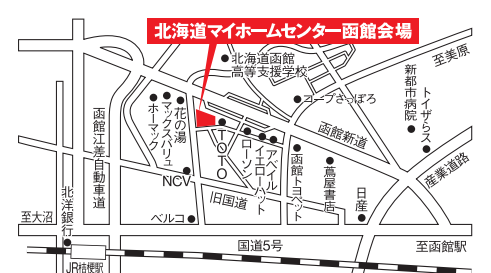 北海道マイホームセンター函館会場
北海道函館
高等支援学校
コープさっぽろ
至美原
新都市病院
トイザらス
函館新道
産業道路
函館江差自動車道
ホーマック
マックスバリュ
花の湯
TOTO
ローソン
イエローハット
アベイル
函館トヨペット
蔦屋書店
日産
NCV
旧国道
ベルコ
北洋銀行
至大沼
国道5号
至函館駅
JR桔梗駅